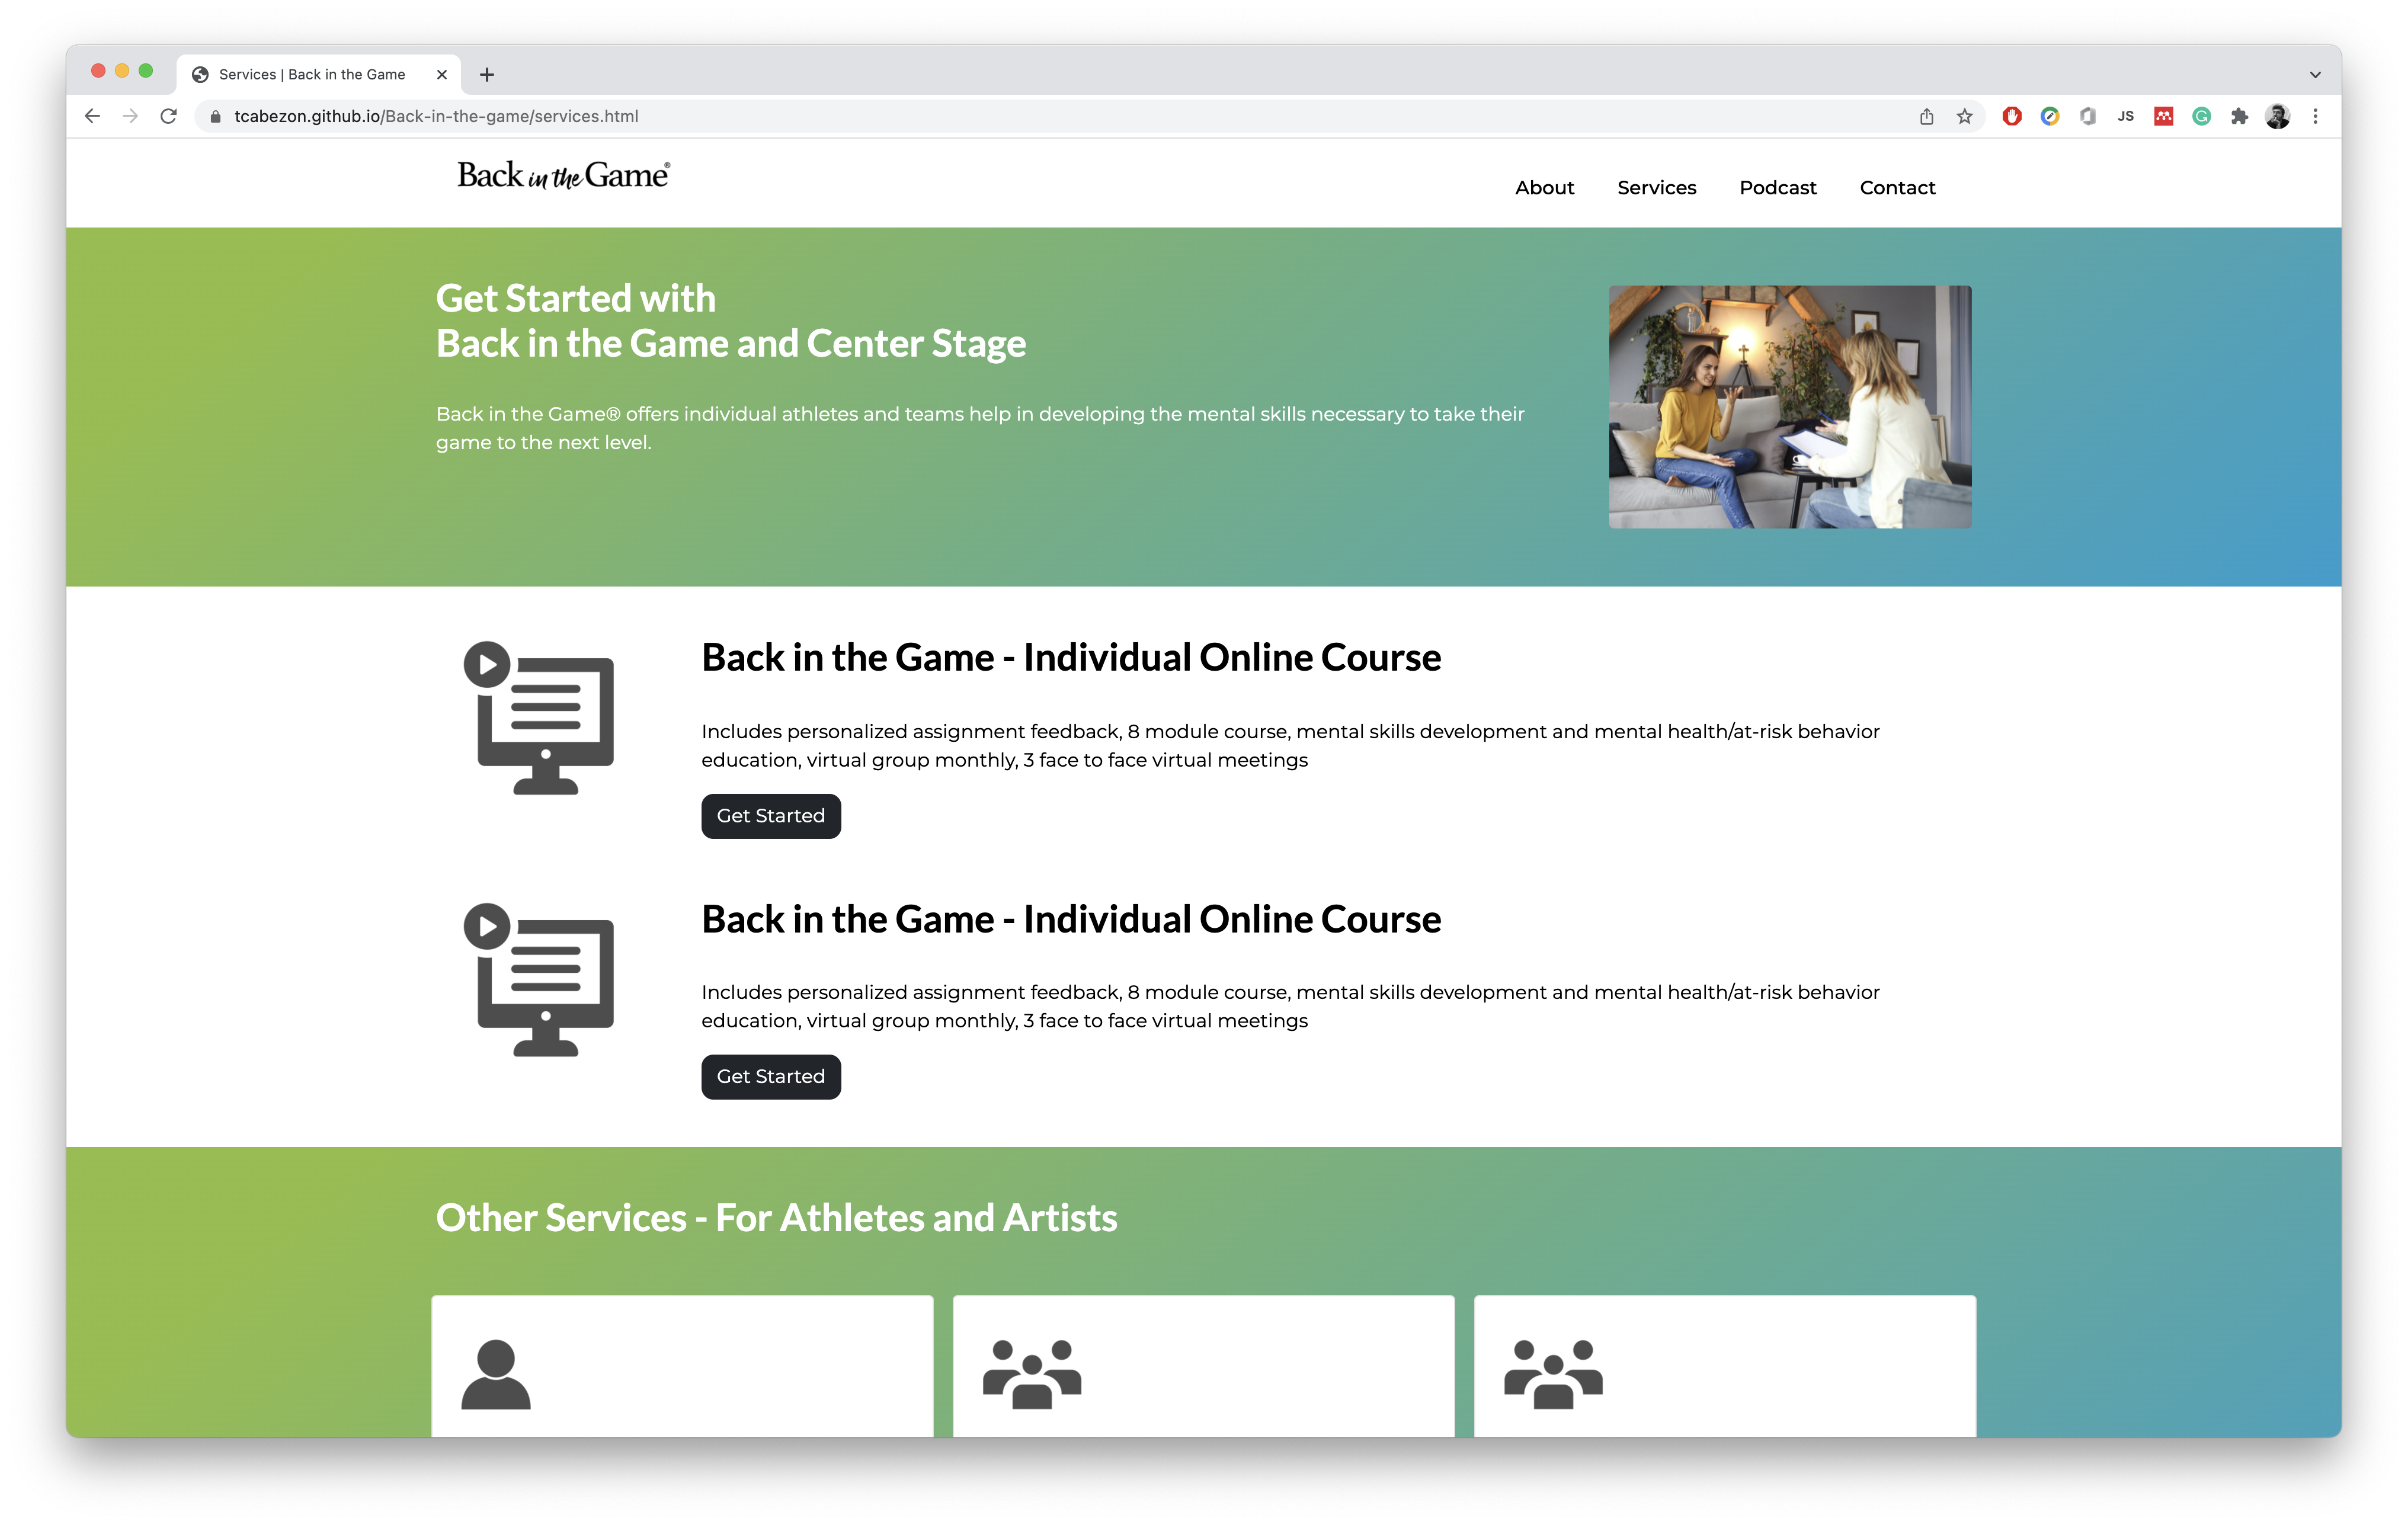 Services | Back in the Game
tcabezon.github.io/Back-in-the-game/services.html
JS
Back in the Game®
About Services Podcast Contact
Get Started with
Back in the Game and Center Stage
Back in the Game® offers individual athletes and teams help in developing the mental skills necessary to take their
game to the next level.
Back in the Game - Individual Online Course
Includes personalized assignment feedback, 8 module course, mental skills development and mental health/at-risk behavior
education, virtual group monthly, 3 face to face virtual meetings
Get Started
Back in the Game - Individual Online Course
Includes personalized assignment feedback, 8 module course, mental skills development and mental health/at-risk behavior
education, virtual group monthly, 3 face to face virtual meetings
Get Started
Other Services - For Athletes and Artists